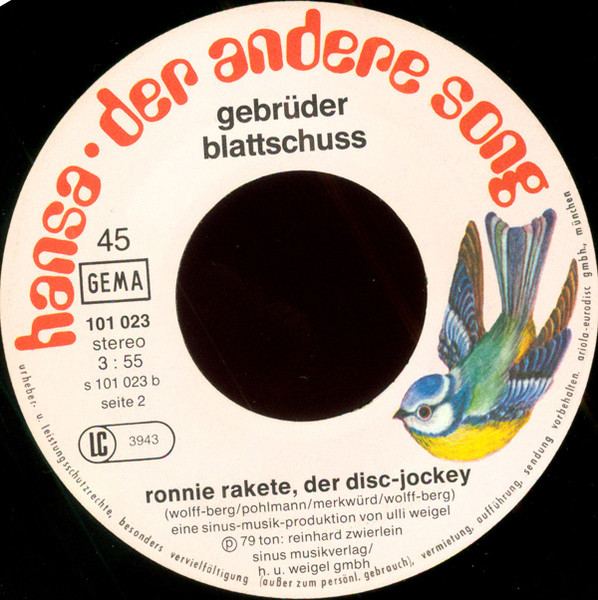 hansa · der andere song
gebrüder
blattschuss
45
GEMA
101 023
stereo
3 : 55
s 101 023 b
seite 2
LC 3943
ronnie rakete, der disc-jockey
(wolff-berg/pohlmann/merkwürd/wolff-berg)
eine sinus-musik-produktion von ulli weigel
℗ 79 ton: reinhard zwierlein
sinus musikverlag/
h. u. weigel gmbh
urheber- u. leistungsschutzrechte, besonders vervielfältigung (außer zum persönl. gebrauch), vermietung, aufführung, sendung vorbehalten. ariola-eurodisc gmbh., münchen